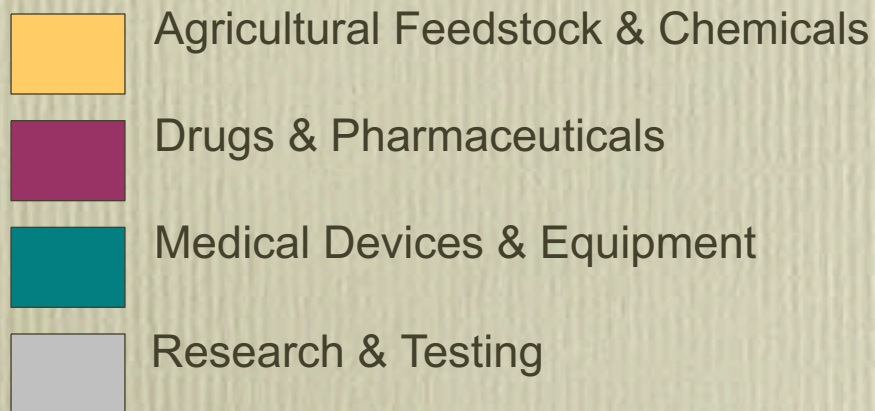 Agricultural Feedstock & Chemicals
Drugs & Pharmaceuticals
Medical Devices & Equipment
Research & Testing